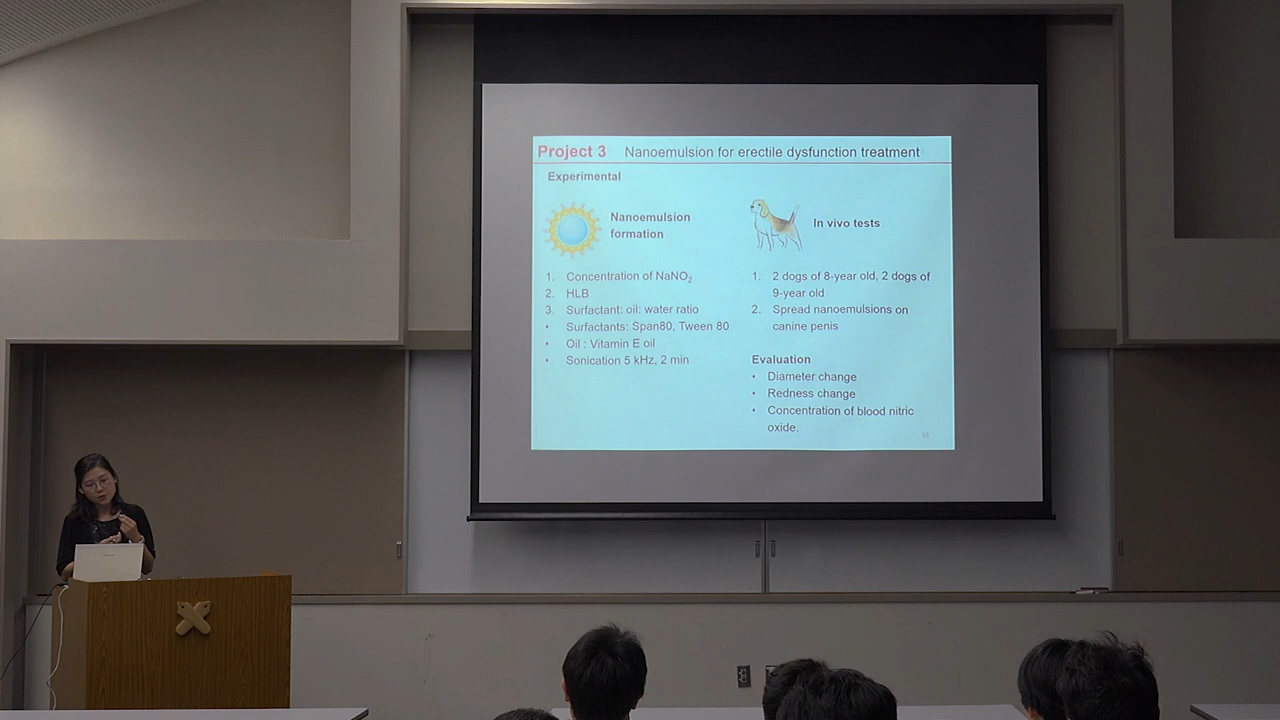 Project 3 Nanoemulsion for erectile dysfunction treatment
Experimental
Nanoemulsion
formation
1. Concentration of NaNO₂
2. HLB
3. Surfactant: oil: water ratio
• Surfactants: Span80, Tween 80
• Oil : Vitamin E oil
• Sonication 5 kHz, 2 min
In vivo tests
1. 2 dogs of 8-year old, 2 dogs of
9-year old
2. Spread nanoemulsions on
canine penis
Evaluation
• Diameter change
• Redness change
• Concentration of blood nitric
oxide.